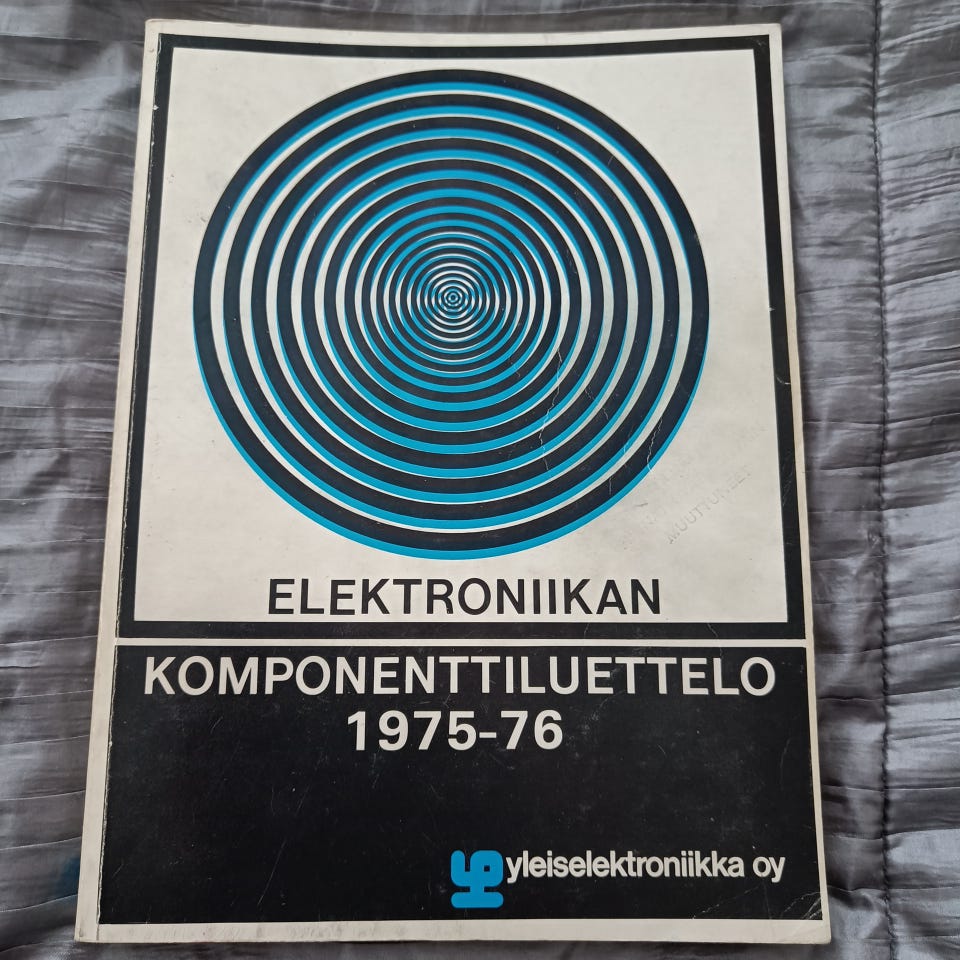 ELEKTRONIIKAN
KOMPONENTTILUETTELO
1975-76
yleiselektroniikka oy